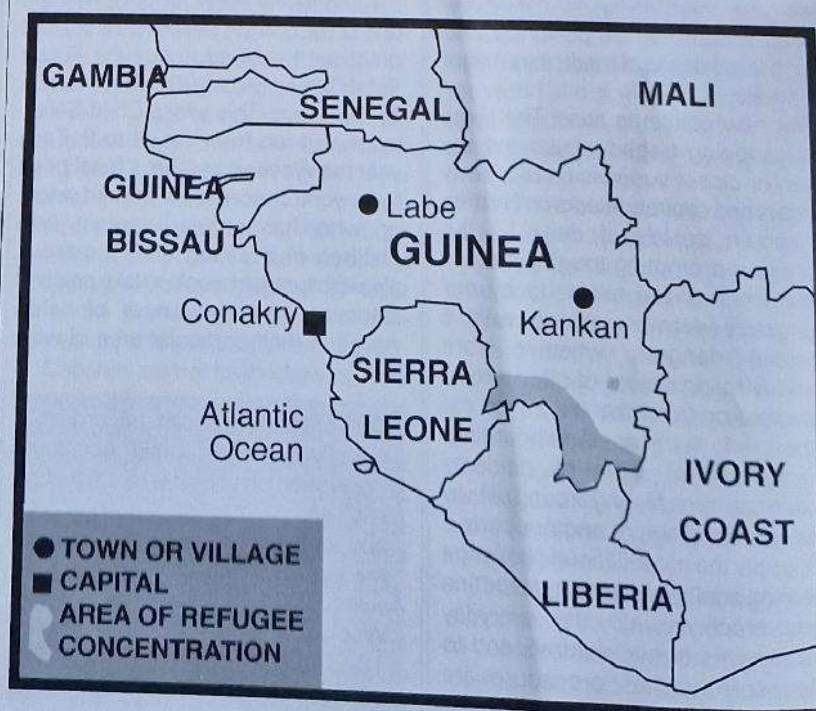 GAMBIA
SENEGAL
MALI
GUINEA
BISSAU
Labe
GUINEA
Conakry
Kankan
SIERRA
LEONE
Atlantic
Ocean
IVORY
COAST
LIBERIA
TOWN OR VILLAGE
CAPITAL
AREA OF REFUGEE
CONCENTRATION